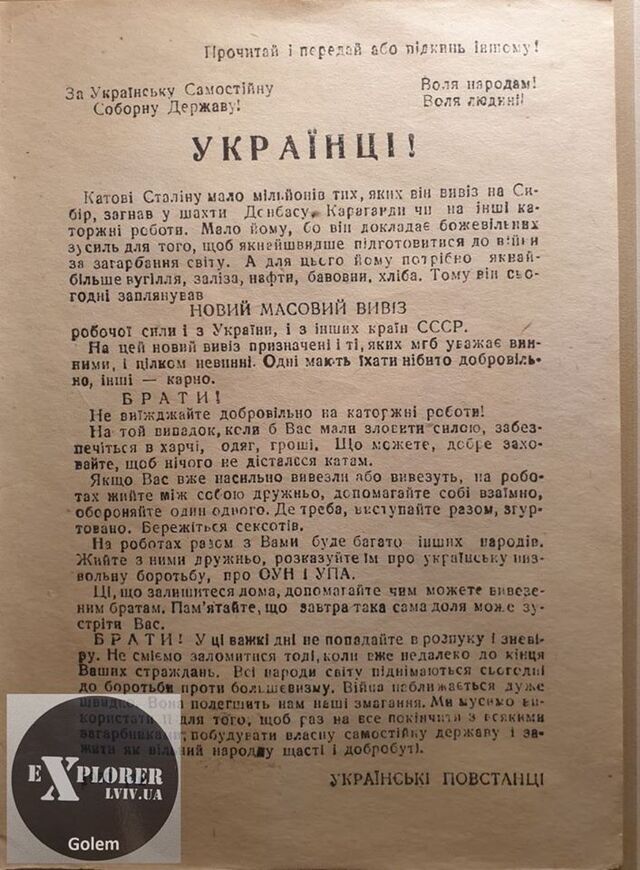 Прочитай і передай або підкинь іншому!
За Українську Самостійну
Соборну Державу!
Воля народам!
Воля людині!
УКРАЇНЦІ!
Катові Сталіну мало мільйонів тих, яких він вивіз на Си-
бір, загнав у шахти Донбасу, Караганди чи на інші ка-
торжні роботи. Мало йому, бо він докладає божевільних
зусиль для того, щоб якнейшвидше підготовитися до війни
за загарбання світу. А для цього йому потрібно якнай-
більше вугілля, заліза, нафти, бавовни, хліба. Тому він сьо-
годні заплянував
НОВИЙ МАСОВИЙ ВИВІЗ
робочої сили і з України, і з інших країн СССР.
На цей новий вивіз призначені і ті, яких мгб уважає вин-
ними, і цілком невинні. Одні мають їхати нібито добровіль-
но, інші — карно.
БРАТИ!
Не виїжджайте добровільно на каторжні роботи!
На той випадок, коли б Вас мали зловити силою, забез-
печіться в харчі, одяг, гроші. Що можете, добре захо-
вайте, щоб нічого не дісталося катам.
Якщо Вас вже насильно вивезли або вивезуть, на робо-
тах жийте між собою дружньо, допомагайте собі взаїмно,
обороняйте один одного. Де треба, виступайте разом, згур-
товано. Бережіться сексотів.
На роботах разом з Вами буде багато інших народів.
Жийте з ними дружньо, розказуйте їм про українську виз-
вольну боротьбу, про ОУН і УПА.
Ці, що залишитеся дома, допомагайте чим можете вивезе-
ним братам. Пам'ятайте, що завтра така сама доля може зу-
стріти Вас.
БРАТИ! У ці важкі дні не попадайте в розпуку і зневі-
ру. Не сміємо заломитися тоді, коли вже недалеко до кінця
Ваших страждань. Всі народи світу піднімаються сьогодні
до боротьби проти большевизму. Війна наближається дуже
швидко. Вона полегшить нам наші змагання. Ми мусимо ви-
користати її для того, щоб раз на все покінчити з всякими
загарбниками, побудувати власну самостійну державу і за-
жити як вільний народ у щасті і добробуті.
УКРАЇНСЬКІ ПОВСТАНЦІ
EXPLORER
LVIV.UA
Golem